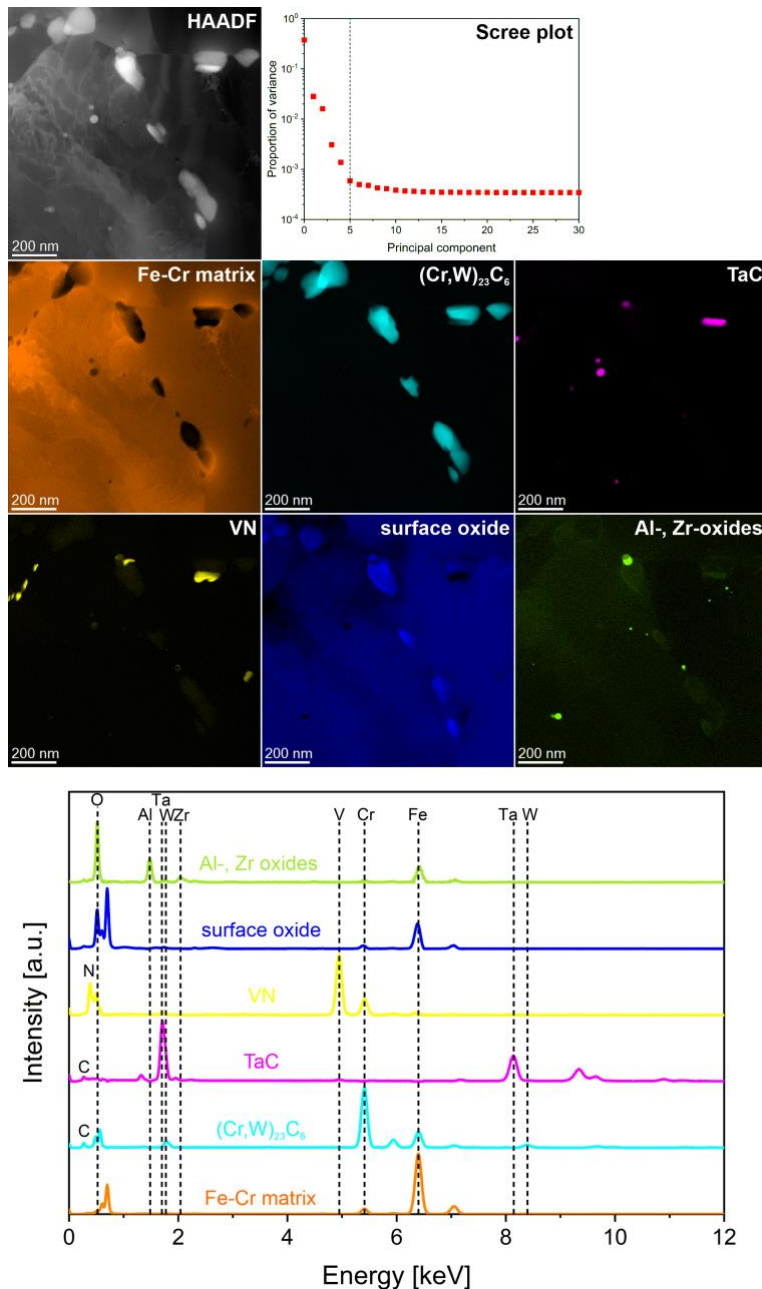 HAADF
200 nm
Scree plot
Proportion of variance
10⁰
10⁻¹
10⁻²
10⁻³
10⁻⁴
0 5 10 15 20 25 30
Principal component
Fe-Cr matrix
200 nm
(Cr,W)₂₃C₆
200 nm
TaC
200 nm
VN
200 nm
surface oxide
200 nm
Al-, Zr-oxides
200 nm
Intensity [a.u.]
O Al Ta W Zr V Cr Fe Ta W
Al-, Zr oxides
surface oxide
N
VN
C
TaC
C
(Cr,W)₂₃C₆
Fe-Cr matrix
0 2 4 6 8 10 12
Energy [keV]